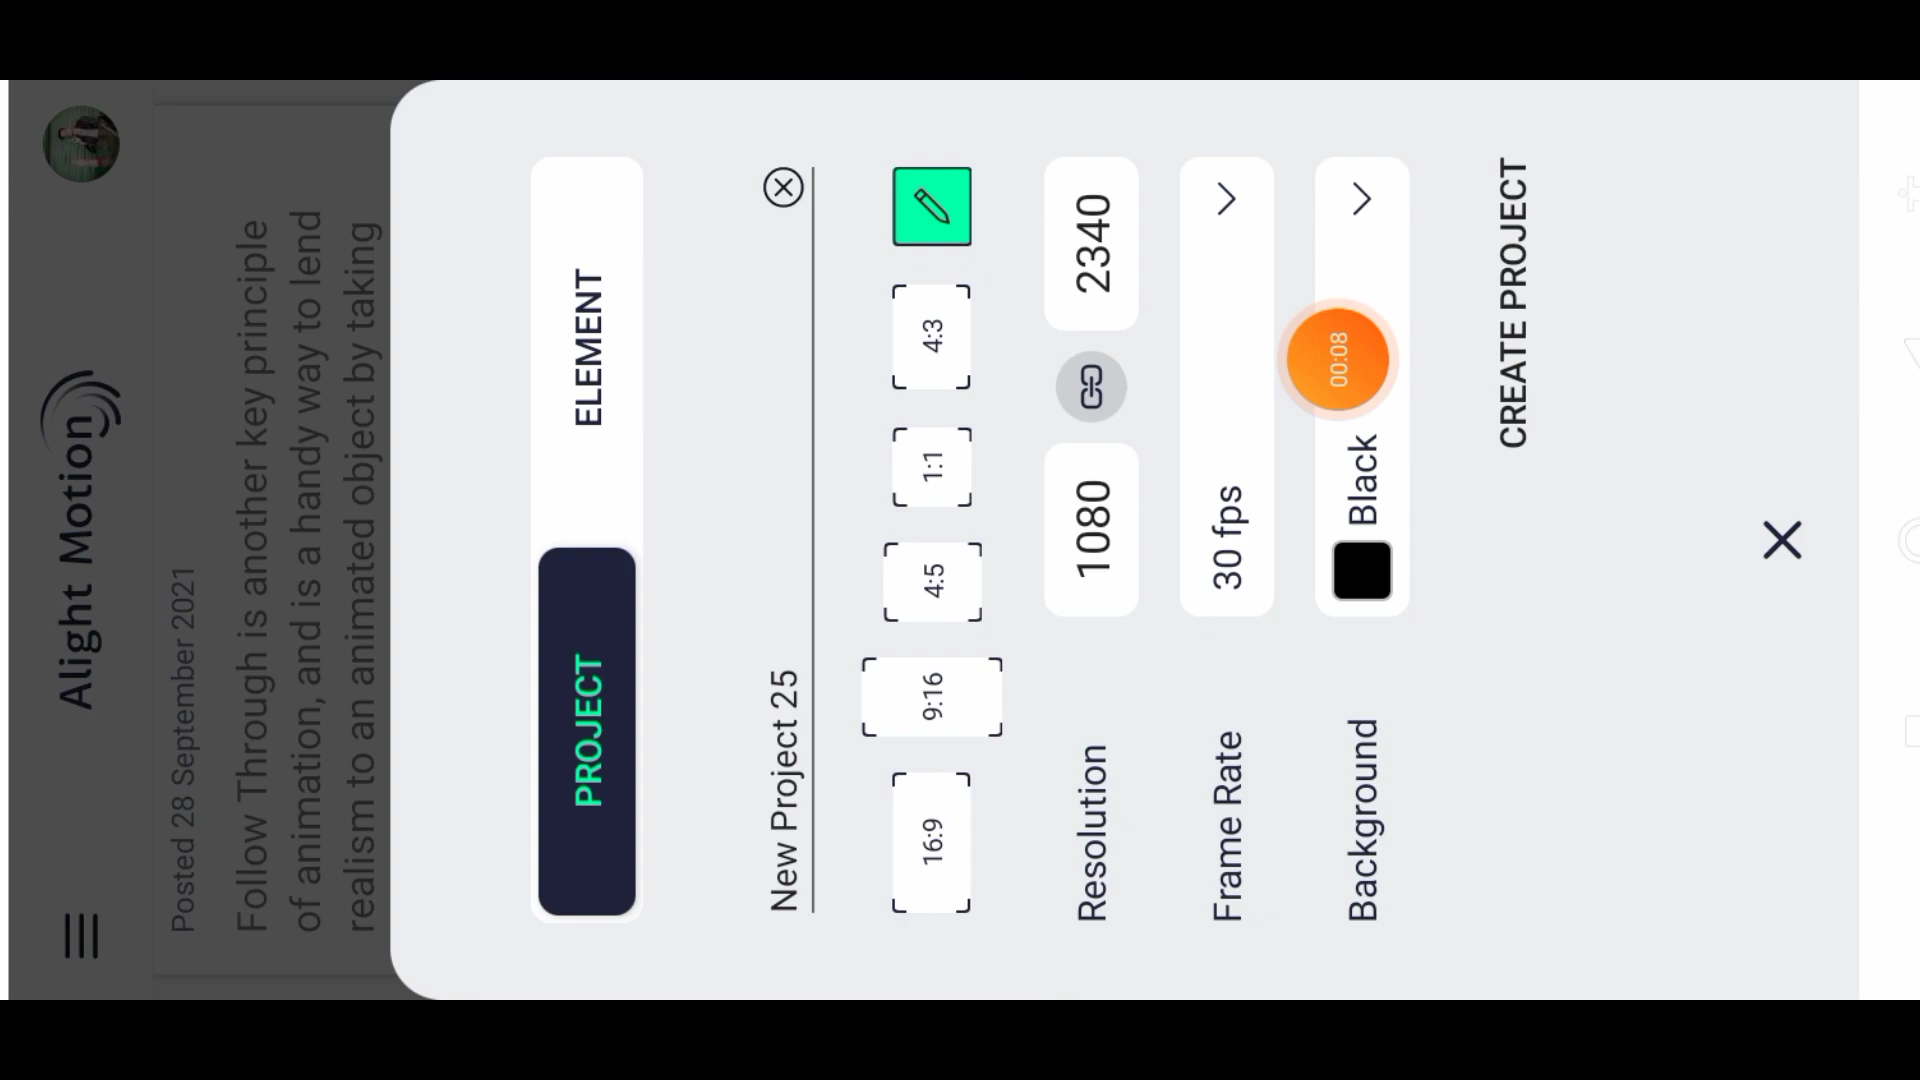 Alight Motion
Posted 28 September 2021
Follow Through is another key principle
of animation, and is a handy way to lend
realism to an animated object by taking
PROJECT
ELEMENT
New Project 25
16:9
9:16
4:5
1:1
4:3
Resolution
1080
2340
Frame Rate
30 fps
Background
Black
00:08
CREATE PROJECT